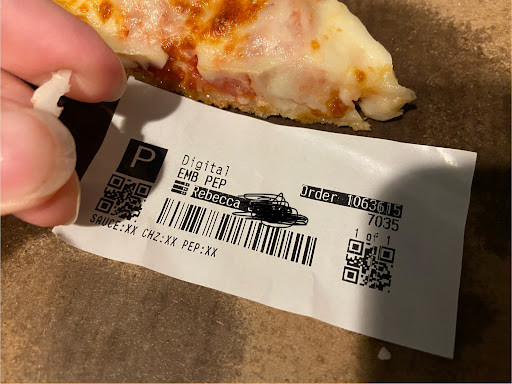 P
Digital
EMB PEP
Rebecca
Order 1063615
7035
1 of 1
SAUCE:XX CHZ:XX PEP:XX